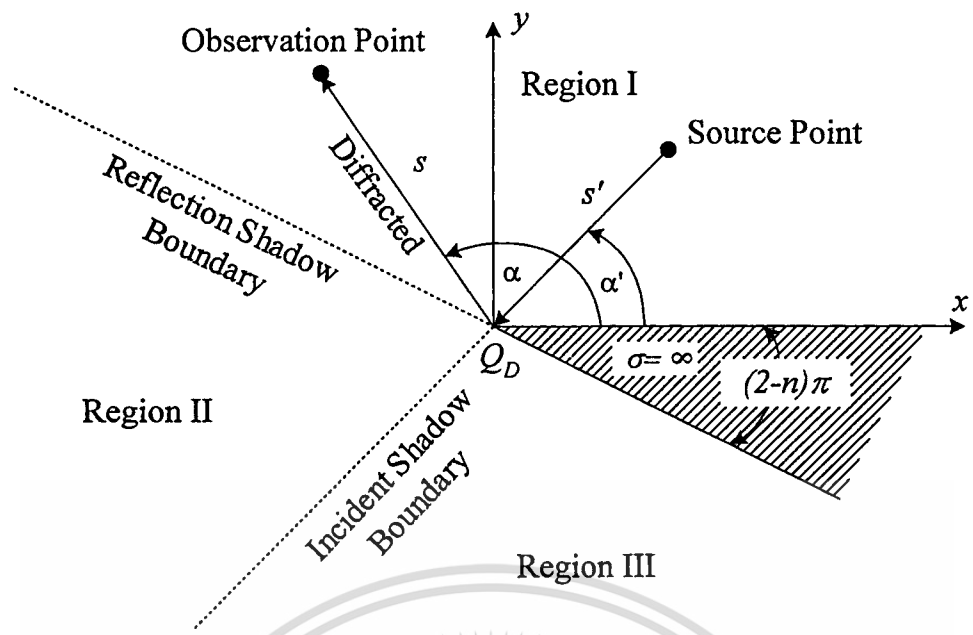 y
Observation Point
Region I
Source Point
s
s'
Diffracted
Reflection Shadow
Boundary
α
α'
x
Q_D
σ= ∞
(2-n)π
Region II
Incident Shadow
Boundary
Region III